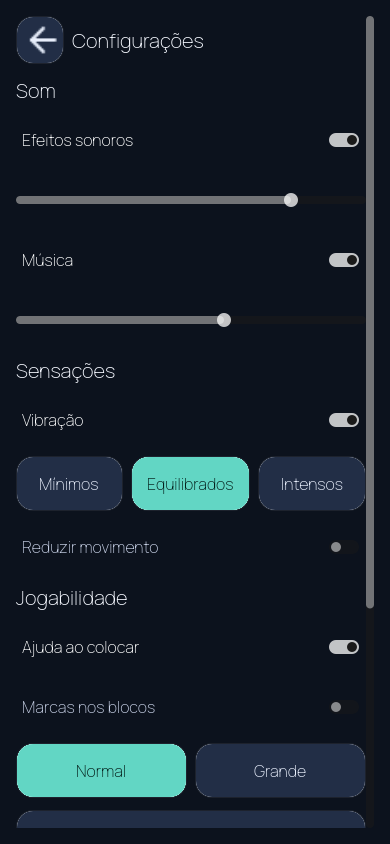 Configurações
Som
Efeitos sonoros
Música
Sensações
Vibração
Mínimos Equilibrados Intensos
Reduzir movimento
Jogabilidade
Ajuda ao colocar
Marcas nos blocos
Normal Grande